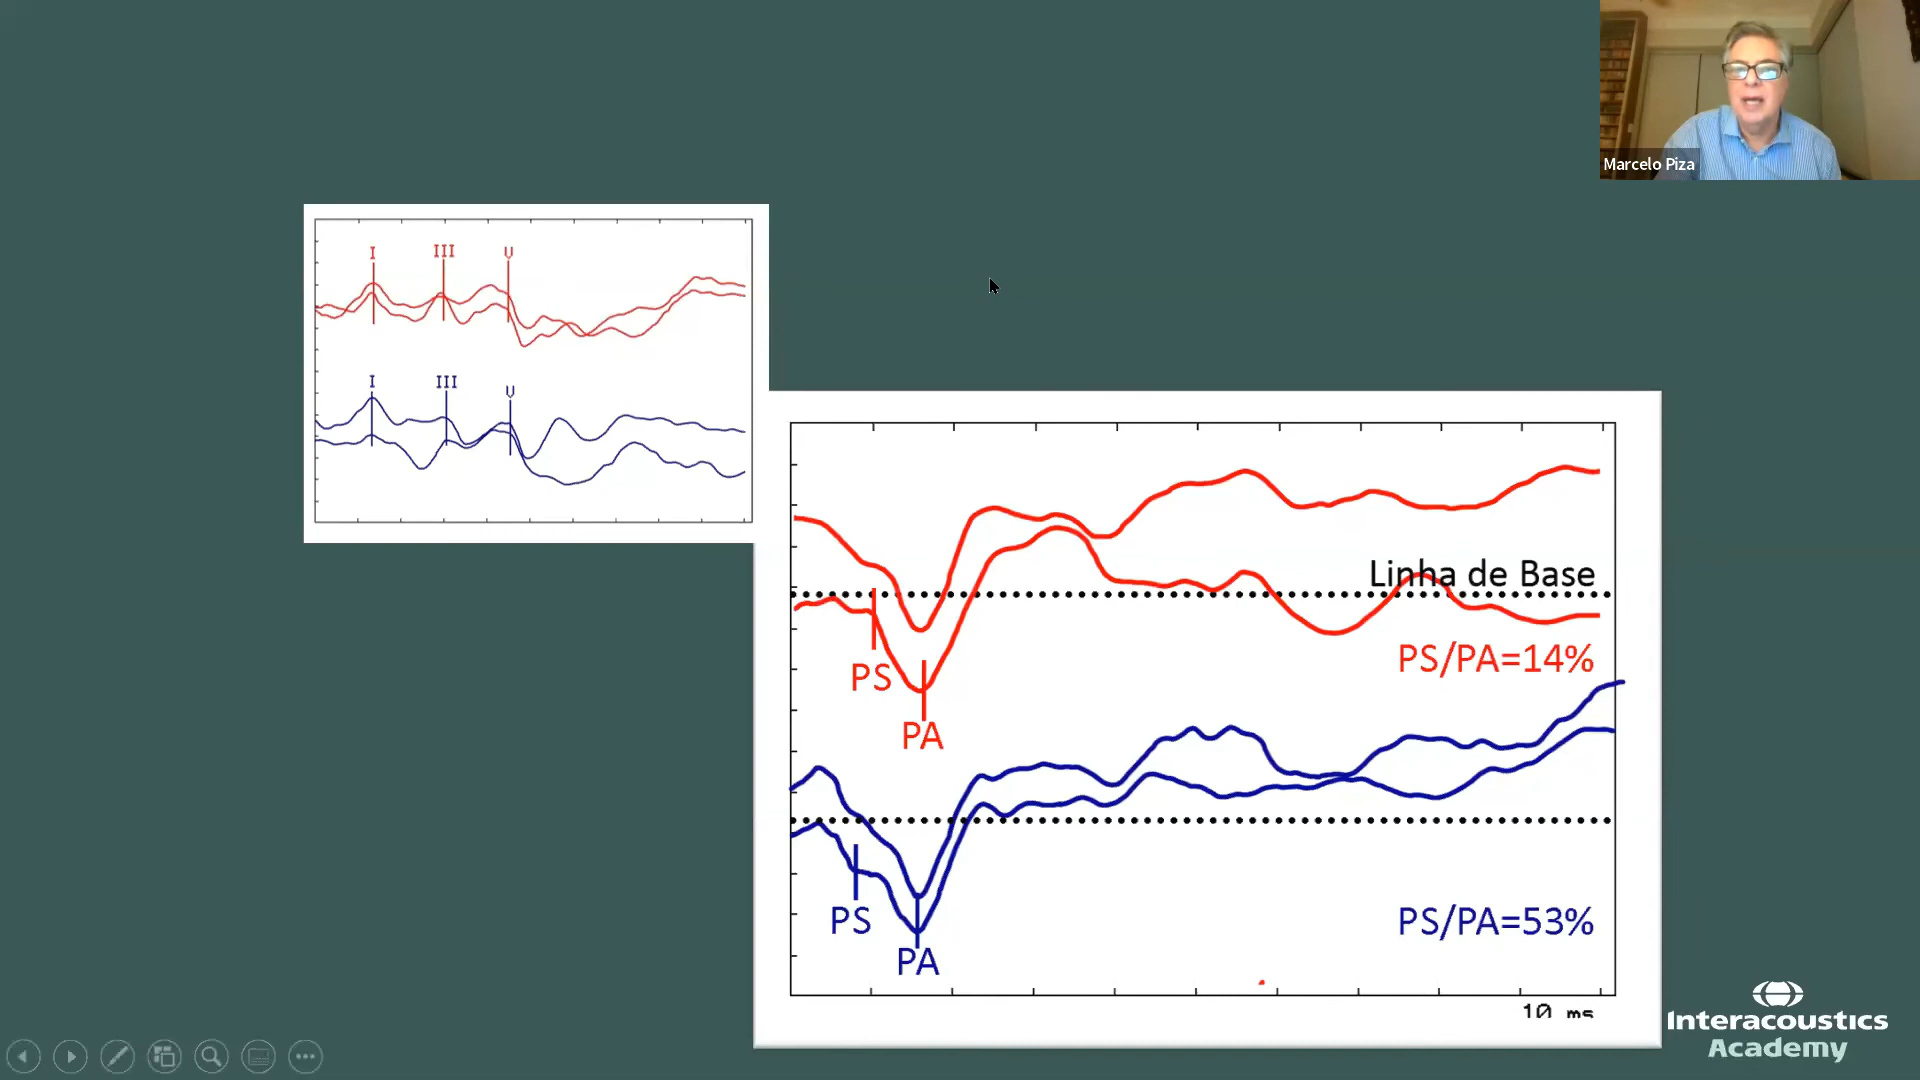 Marcelo Piza
I III V
I III V
Linha de Base
PS/PA=14%
PS
PA
PS/PA=53%
PS
PA
10 ms
Interacoustics
Academy